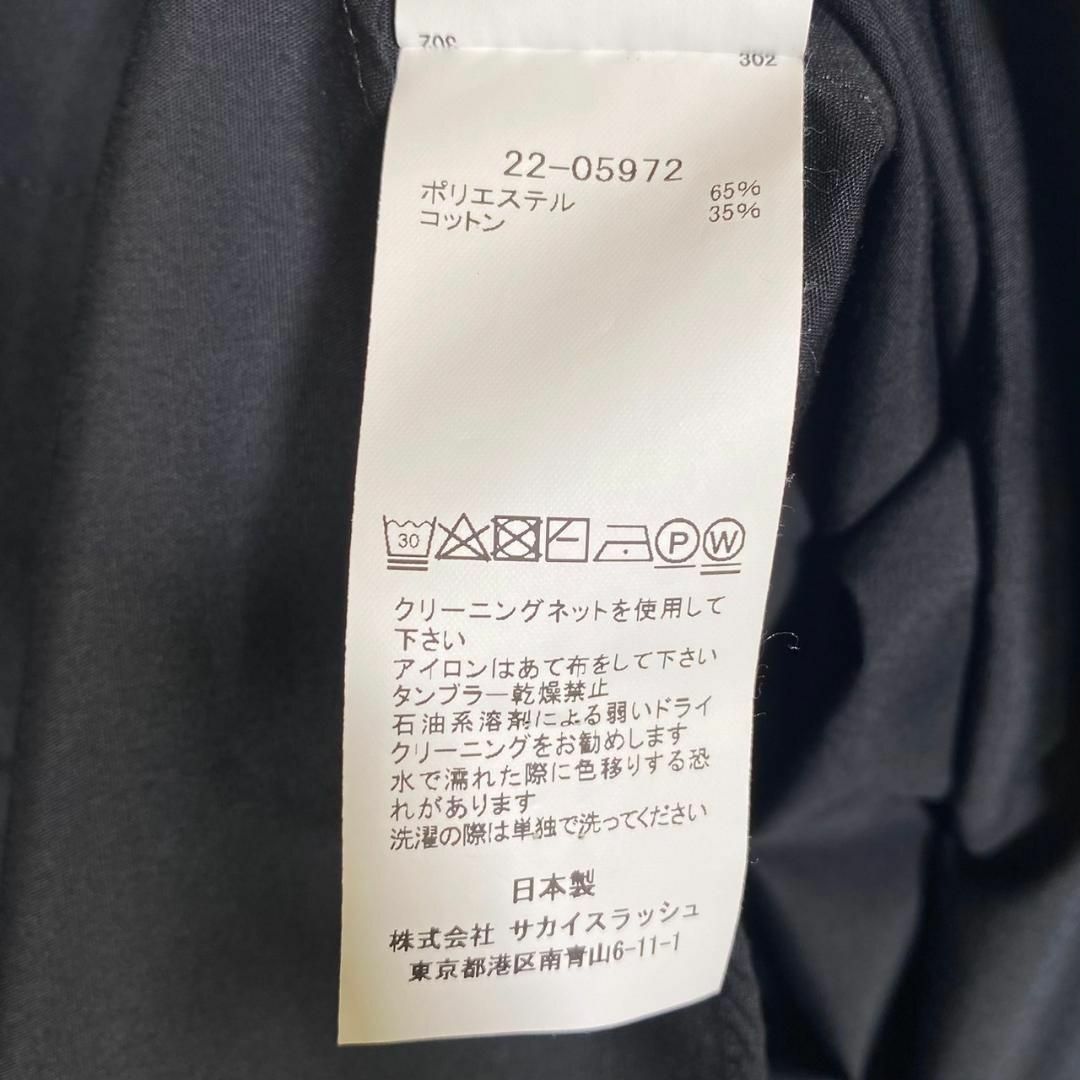 302
22-05972
ポリエステル 65%
コットン 35%
30 P W
クリーニングネットを使用して
下さい
アイロンはあて布をして下さい
タンブラー乾燥禁止
石油系溶剤による弱いドライ
クリーニングをお勧めします
水で濡れた際に色移りする恐
れがあります
洗濯の際は単独で洗ってください
日本製
株式会社 サカイスラッシュ
東京都港区南青山6-11-1